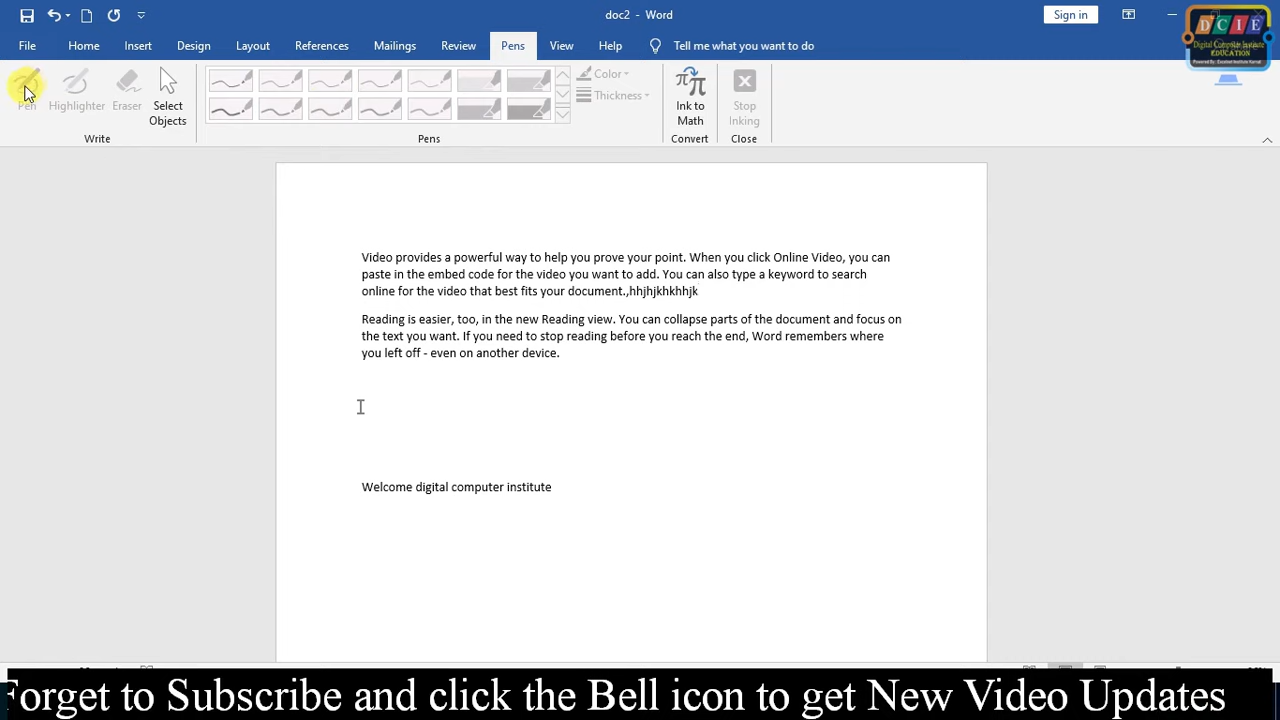 doc2 - Word
Sign in
DCIE
Digital Computer Institute
EDUCATION
File Home Insert Design Layout References Mailings Review Pens View Help Tell me what you want to do
Pen Highlighter Eraser Select Objects
Color
Thickness
Ink to Math
Stop Inking
Write Pens Convert Close
Video provides a powerful way to help you prove your point. When you click Online Video, you can
paste in the embed code for the video you want to add. You can also type a keyword to search
online for the video that best fits your document.,hhjhjkhkhhjk
Reading is easier, too, in the new Reading view. You can collapse parts of the document and focus on
the text you want. If you need to stop reading before you reach the end, Word remembers where
you left off - even on another device.
Welcome digital computer institute
Forget to Subscribe and click the Bell icon to get New Video Updates